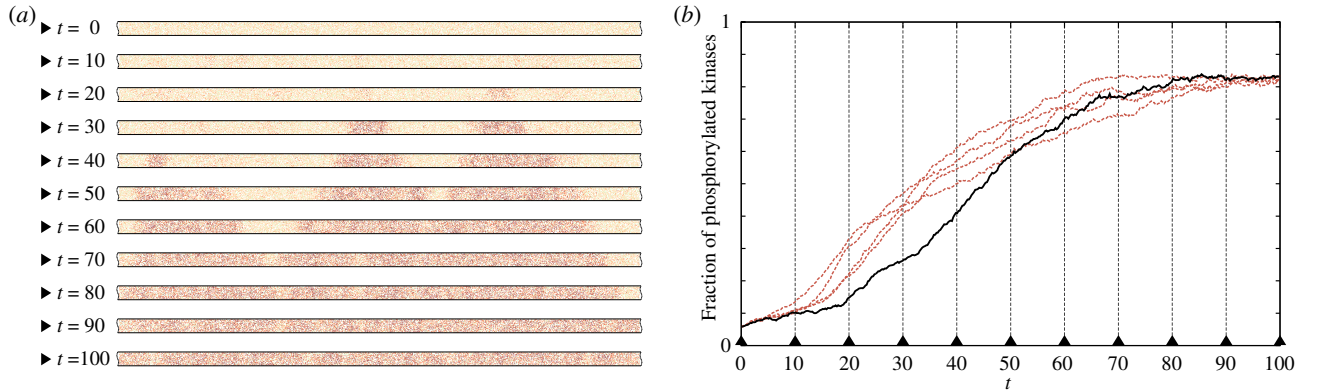 (a)
t = 0
t = 10
t = 20
t = 30
t = 40
t = 50
t = 60
t = 70
t = 80
t = 90
t = 100
(b)
1
Fraction of phosphorylated kinases
0
0 10 20 30 40 50 60 70 80 90 100
t